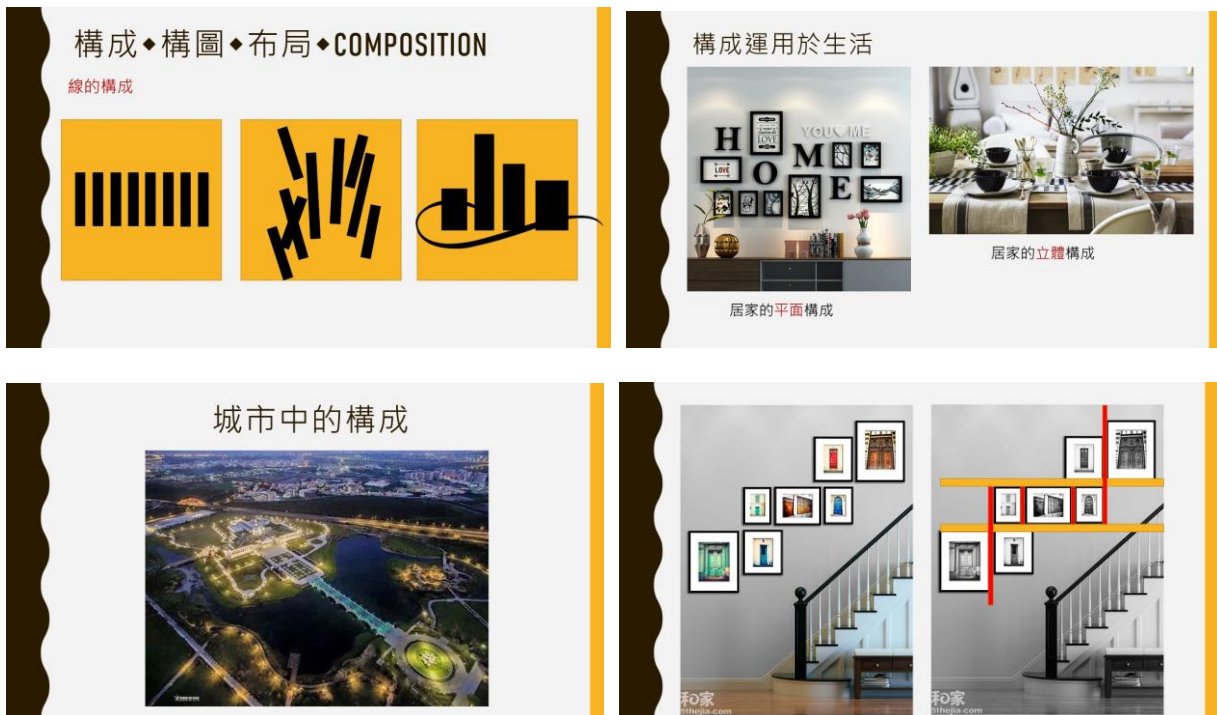 構成◆構圖◆布局◆COMPOSITION
線的構成
構成運用於生活
YOU♥ME
HOME
LOVE
LOVE
居家的立體構成
居家的平面構成
城市中的構成
和家
51hejia.com
和家
51hejia.com